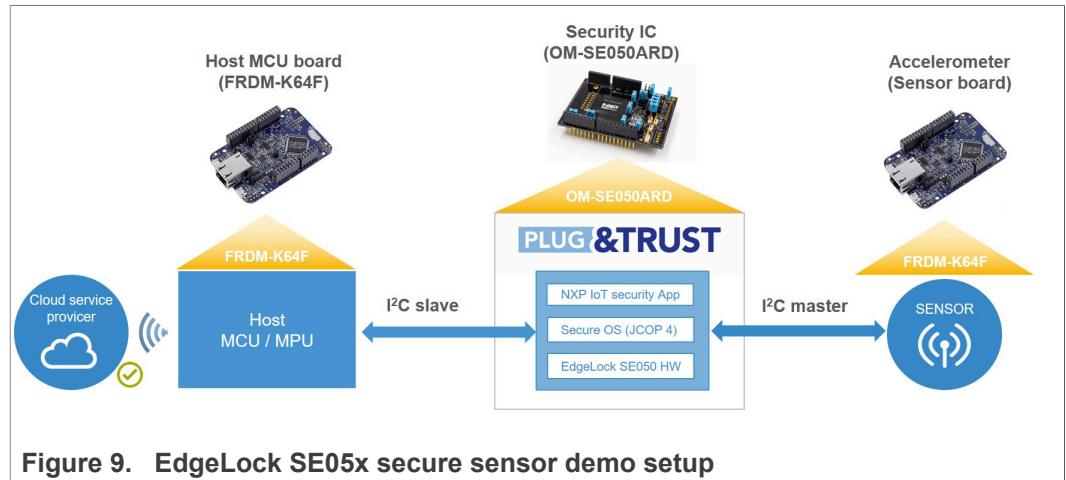 Security IC
(OM-SE050ARD)
Host MCU board
(FRDM-K64F)
Accelerometer
(Sensor board)
NXP
OM-SE050ARD
PLUG &TRUST
FRDM-K64F
FRDM-K64F
Cloud service
provicer
Host
MCU / MPU
I²C slave
NXP IoT security App
Secure OS (JCOP 4)
EdgeLock SE050 HW
I²C master
SENSOR
Figure 9. EdgeLock SE05x secure sensor demo setup